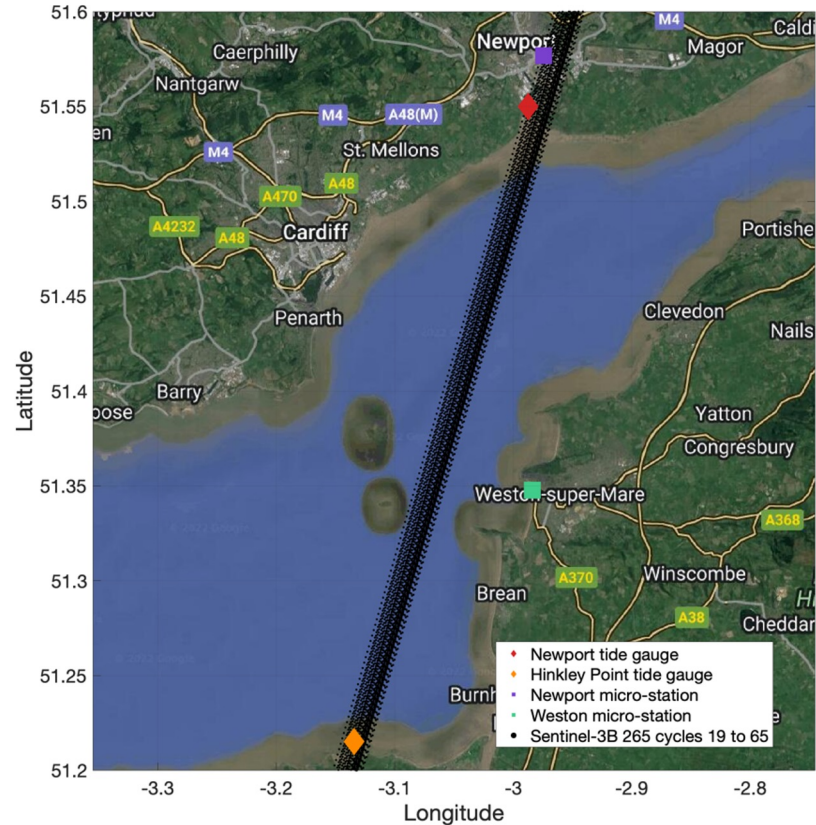 51.6
51.55
51.5
51.45
51.4
51.35
51.3
51.25
51.2
Latitude
-3.3
-3.2
-3.1
-3
-2.9
-2.8
Longitude
Caerphilly
Newport
M4
Magor
Nantgarw
M4
A48(M)
M4
St. Mellons
A470
A48
A4232
A48
Cardiff
Penarth
Barry
Clevedon
Yatton
Congresbury
Weston-super-Mare
A368
A370
Winscombe
Brean
A38
Newport tide gauge
Hinkley Point tide gauge
Newport micro-station
Weston micro-station
Sentinel-3B 265 cycles 19 to 65